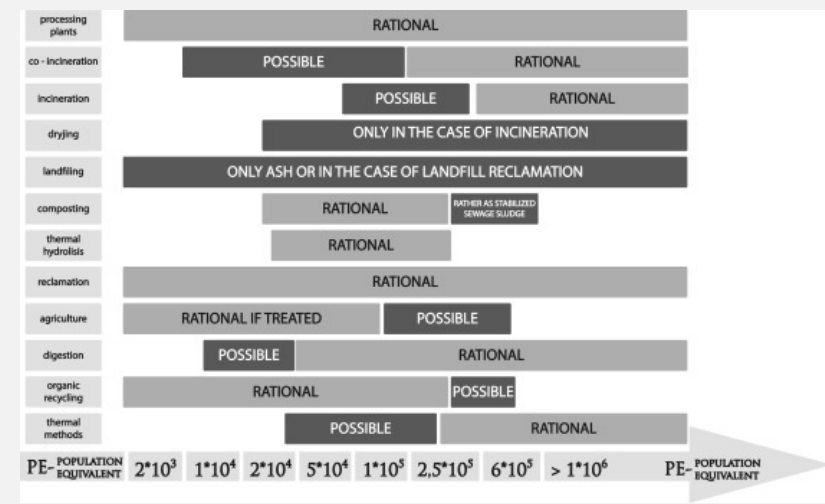 processing
plants
RATIONAL
co - incineration
POSSIBLE
RATIONAL
incineration
POSSIBLE
RATIONAL
dryjing
ONLY IN THE CASE OF INCINERATION
landfiling
ONLY ASH OR IN THE CASE OF LANDFILL RECLAMATION
composting
RATIONAL
RATHER AS STABILIZED
SEWAGE SLUDGE
thermal
hydrolisis
RATIONAL
reclamation
RATIONAL
agriculture
RATIONAL IF TREATED
POSSIBLE
digestion
POSSIBLE
RATIONAL
organic
recycling
RATIONAL
POSSIBLE
thermal
methods
POSSIBLE
RATIONAL
PE- POPULATION
EQUIVALENT
2*10³ 1*10⁴ 2*10⁴ 5*10⁴ 1*10⁵ 2,5*10⁵ 6*10⁵ > 1*10⁶
PE- POPULATION
EQUIVALENT